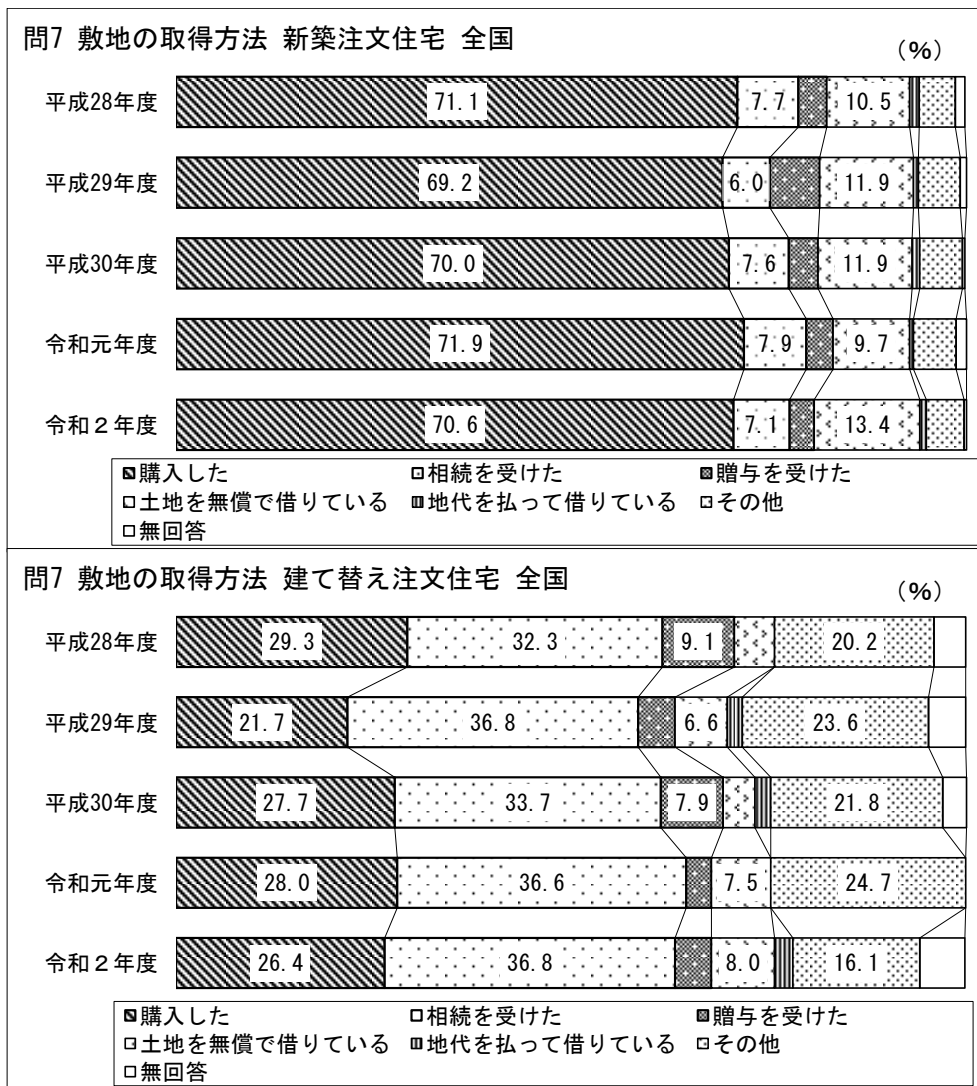 問7 敷地の取得方法 新築注文住宅 全国
(%)
平成28年度 71.1 7.7 10.5
平成29年度 69.2 6.0 11.9
平成30年度 70.0 7.6 11.9
令和元年度 71.9 7.9 9.7
令和２年度 70.6 7.1 13.4
購入した 相続を受けた 贈与を受けた
土地を無償で借りている 地代を払って借りている その他
無回答
問7 敷地の取得方法 建て替え注文住宅 全国
(%)
平成28年度 29.3 32.3 9.1 20.2
平成29年度 21.7 36.8 6.6 23.6
平成30年度 27.7 33.7 7.9 21.8
令和元年度 28.0 36.6 7.5 24.7
令和２年度 26.4 36.8 8.0 16.1
購入した 相続を受けた 贈与を受けた
土地を無償で借りている 地代を払って借りている その他
無回答